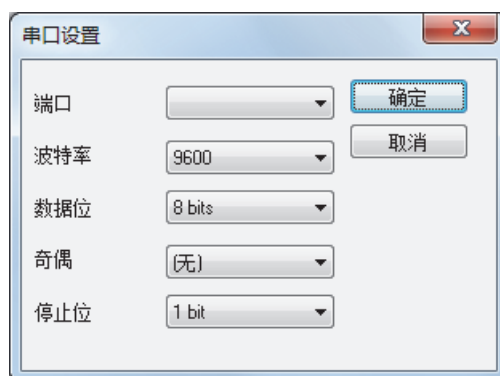 串口设置
端口
确定
波特率 9600
取消
数据位 8 bits
奇偶 (无)
停止位 1 bit